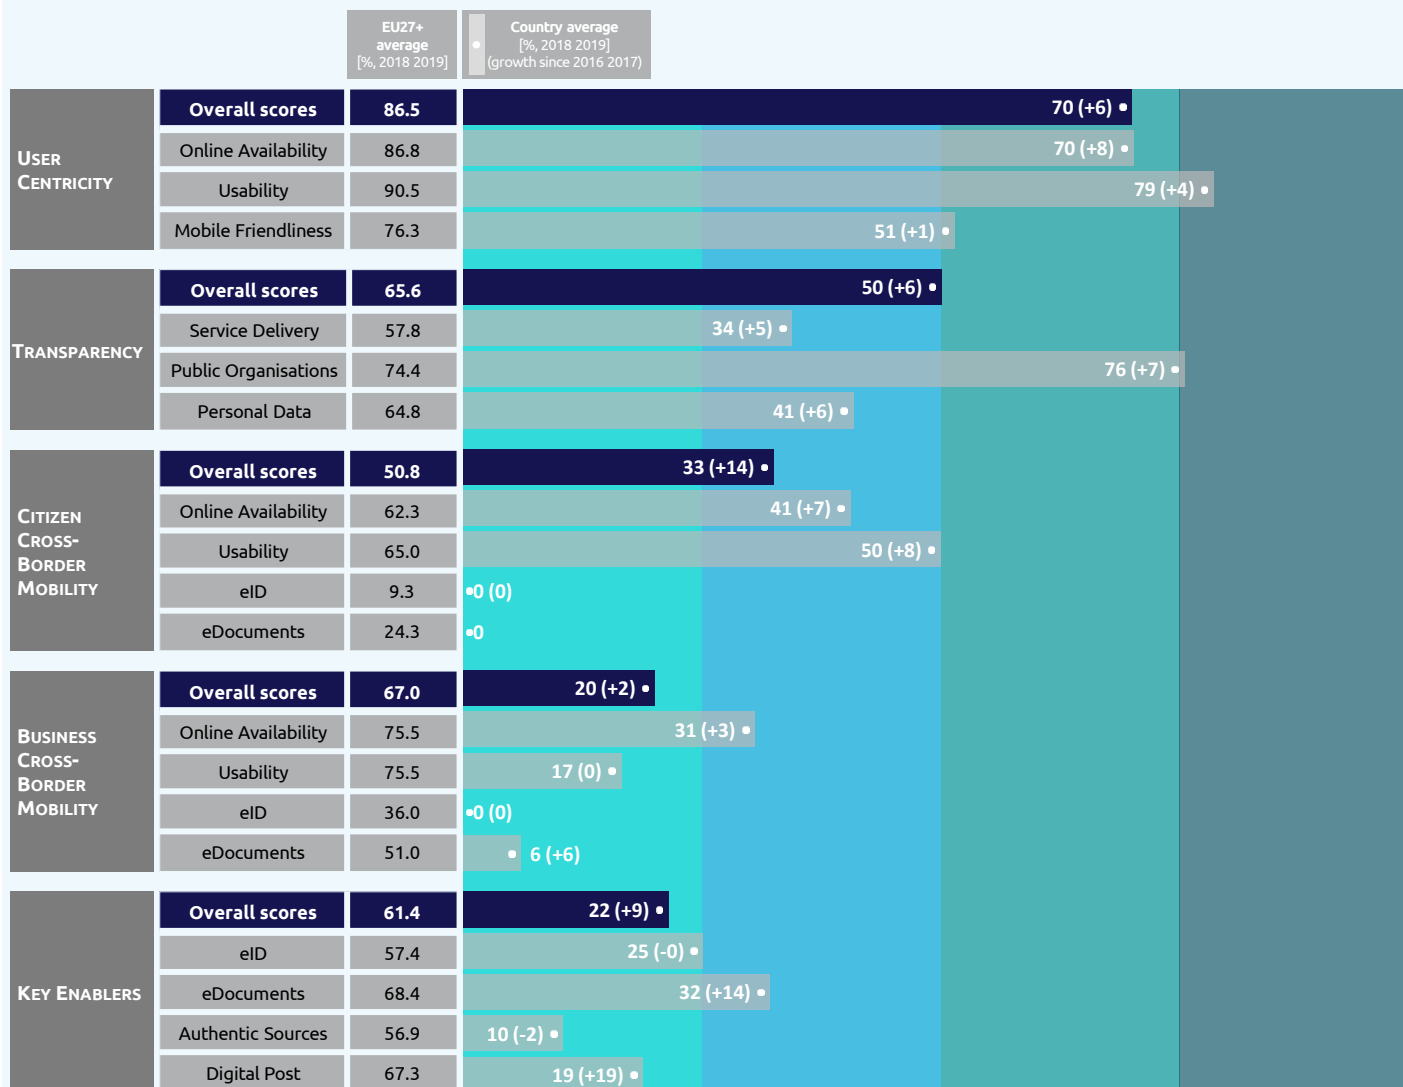 EU27+
average
[%, 2018 2019]
Country average
[%, 2018 2019]
(growth since 2016 2017)
USER
CENTRICITY
Overall scores 86.5 70 (+6)
Online Availability 86.8 70 (+8)
Usability 90.5 79 (+4)
Mobile Friendliness 76.3 51 (+1)
TRANSPARENCY
Overall scores 65.6 50 (+6)
Service Delivery 57.8 34 (+5)
Public Organisations 74.4 76 (+7)
Personal Data 64.8 41 (+6)
CITIZEN
CROSS-
BORDER
MOBILITY
Overall scores 50.8 33 (+14)
Online Availability 62.3 41 (+7)
Usability 65.0 50 (+8)
eID 9.3 0 (0)
eDocuments 24.3 0
BUSINESS
CROSS-
BORDER
MOBILITY
Overall scores 67.0 20 (+2)
Online Availability 75.5 31 (+3)
Usability 75.5 17 (0)
eID 36.0 0 (0)
eDocuments 51.0 6 (+6)
KEY ENABLERS
Overall scores 61.4 22 (+9)
eID 57.4 25 (-0)
eDocuments 68.4 32 (+14)
Authentic Sources 56.9 10 (-2)
Digital Post 67.3 19 (+19)